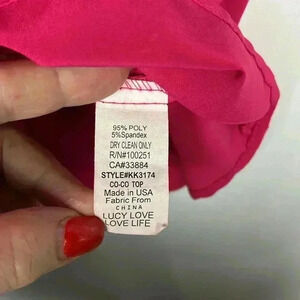 95% POLY
5%Spandex
DRY CLEAN ONLY
R/N#100251
CA#33884
STYLE#KK3174
CO-CO TOP
Made in USA
Fabric From
CHINA
LUCY LOVE
LOVE LIFE